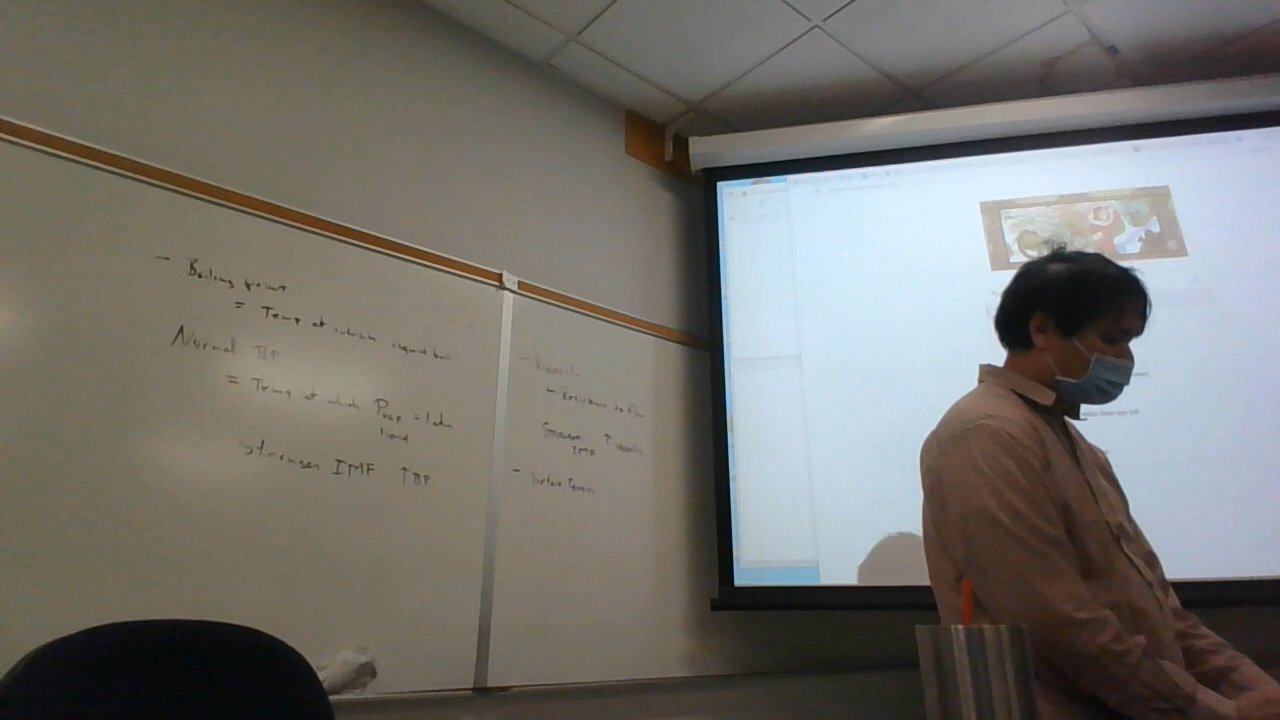 - Boiling point
= Temp at which liquid boils
Normal BP
= Temp at which Pvap = 1 atm
liquid
Stronger IMF ↑BP
- Viscosity
- Resistance to flow
Stronger ↑ viscosity
IMF
- Surface Tension